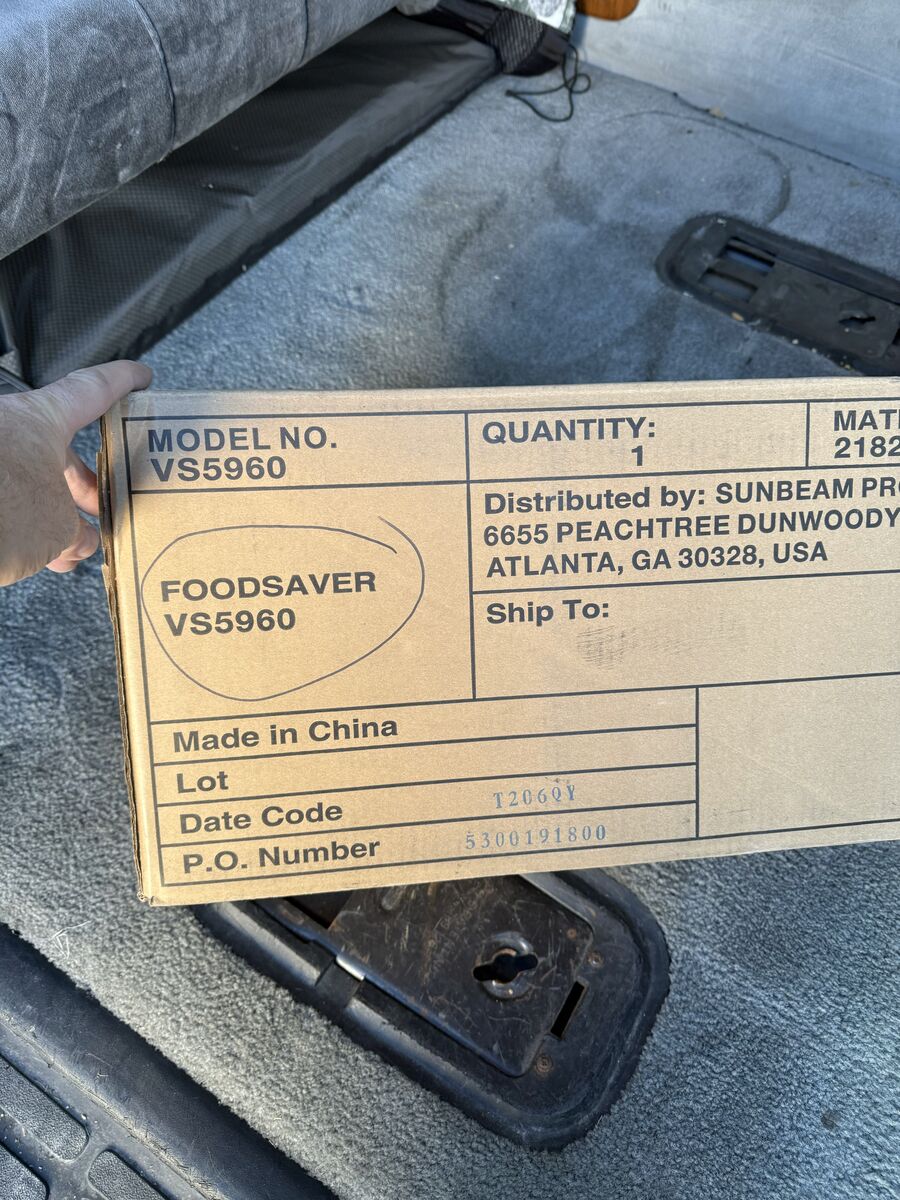 MODEL NO.
VS5960
QUANTITY:
1
2182
Distributed by: SUNBEAM
6655 PEACHTREE DUNWOODY
ATLANTA, GA 30328, USA
FOODSAVER
VS5960
Ship To:
Made in China
Lot
Date Code T206QY
P.O. Number 5300191800